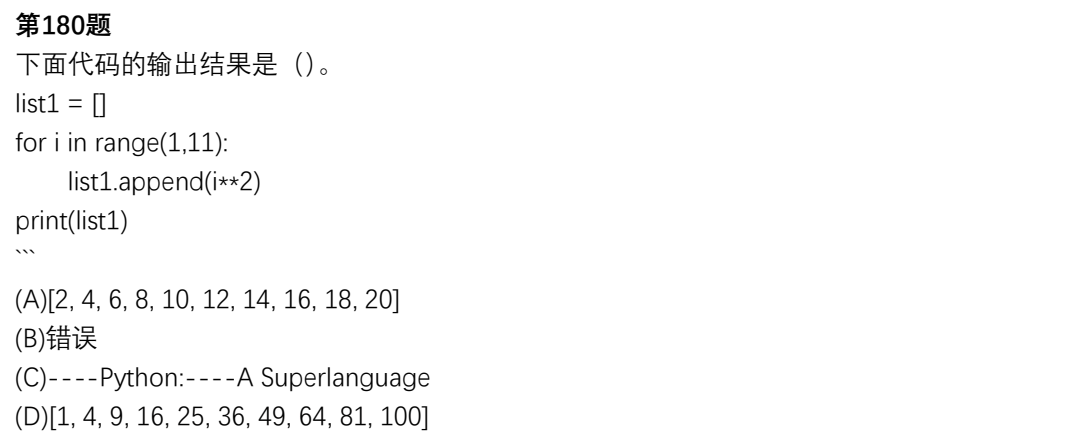 第180题
下面代码的输出结果是（）。
list1 = []
for i in range(1,11):
    list1.append(i**2)
print(list1)
```
(A)[2, 4, 6, 8, 10, 12, 14, 16, 18, 20]
(B)错误
(C)----Python:----A Superlanguage
(D)[1, 4, 9, 16, 25, 36, 49, 64, 81, 100]